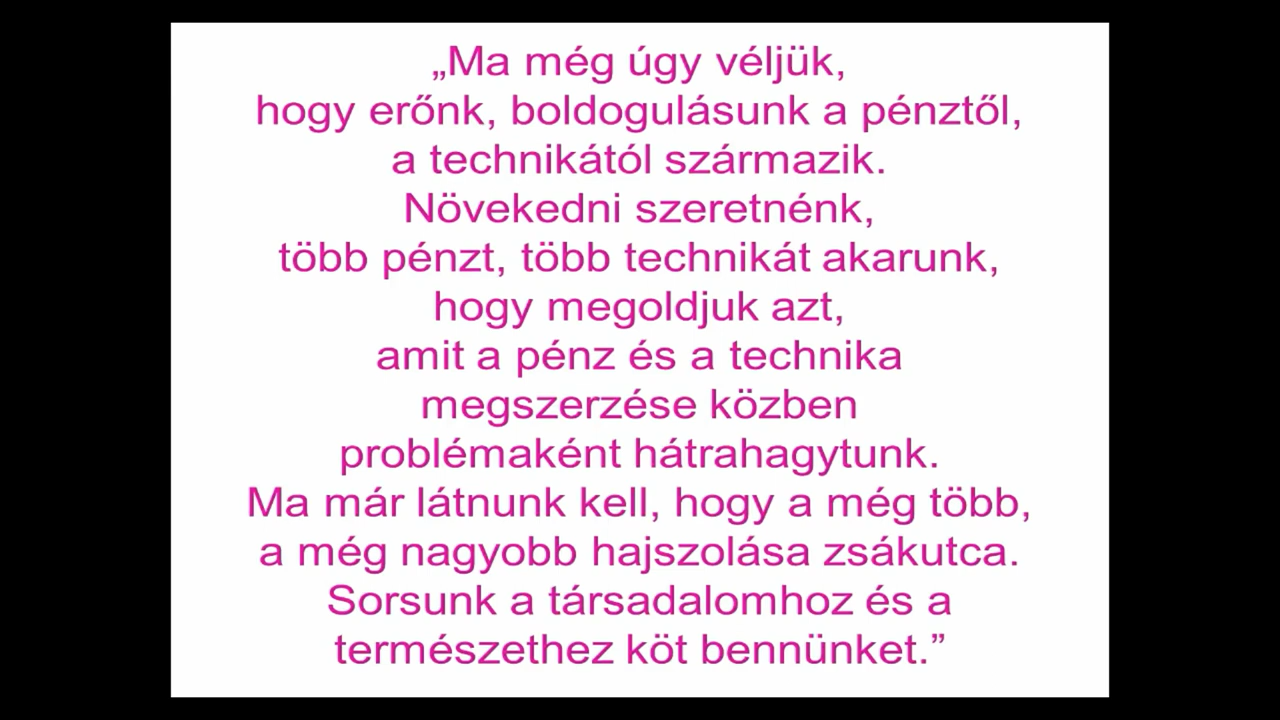 „Ma még úgy véljük,
hogy erőnk, boldogulásunk a pénztől,
a technikától származik.
Növekedni szeretnénk,
több pénzt, több technikát akarunk,
hogy megoldjuk azt,
amit a pénz és a technika
megszerzése közben
problémaként hátrahagytunk.
Ma már látnunk kell, hogy a még több,
a még nagyobb hajszolása zsákutca.
Sorsunk a társadalomhoz és a
természethez köt bennünket.”